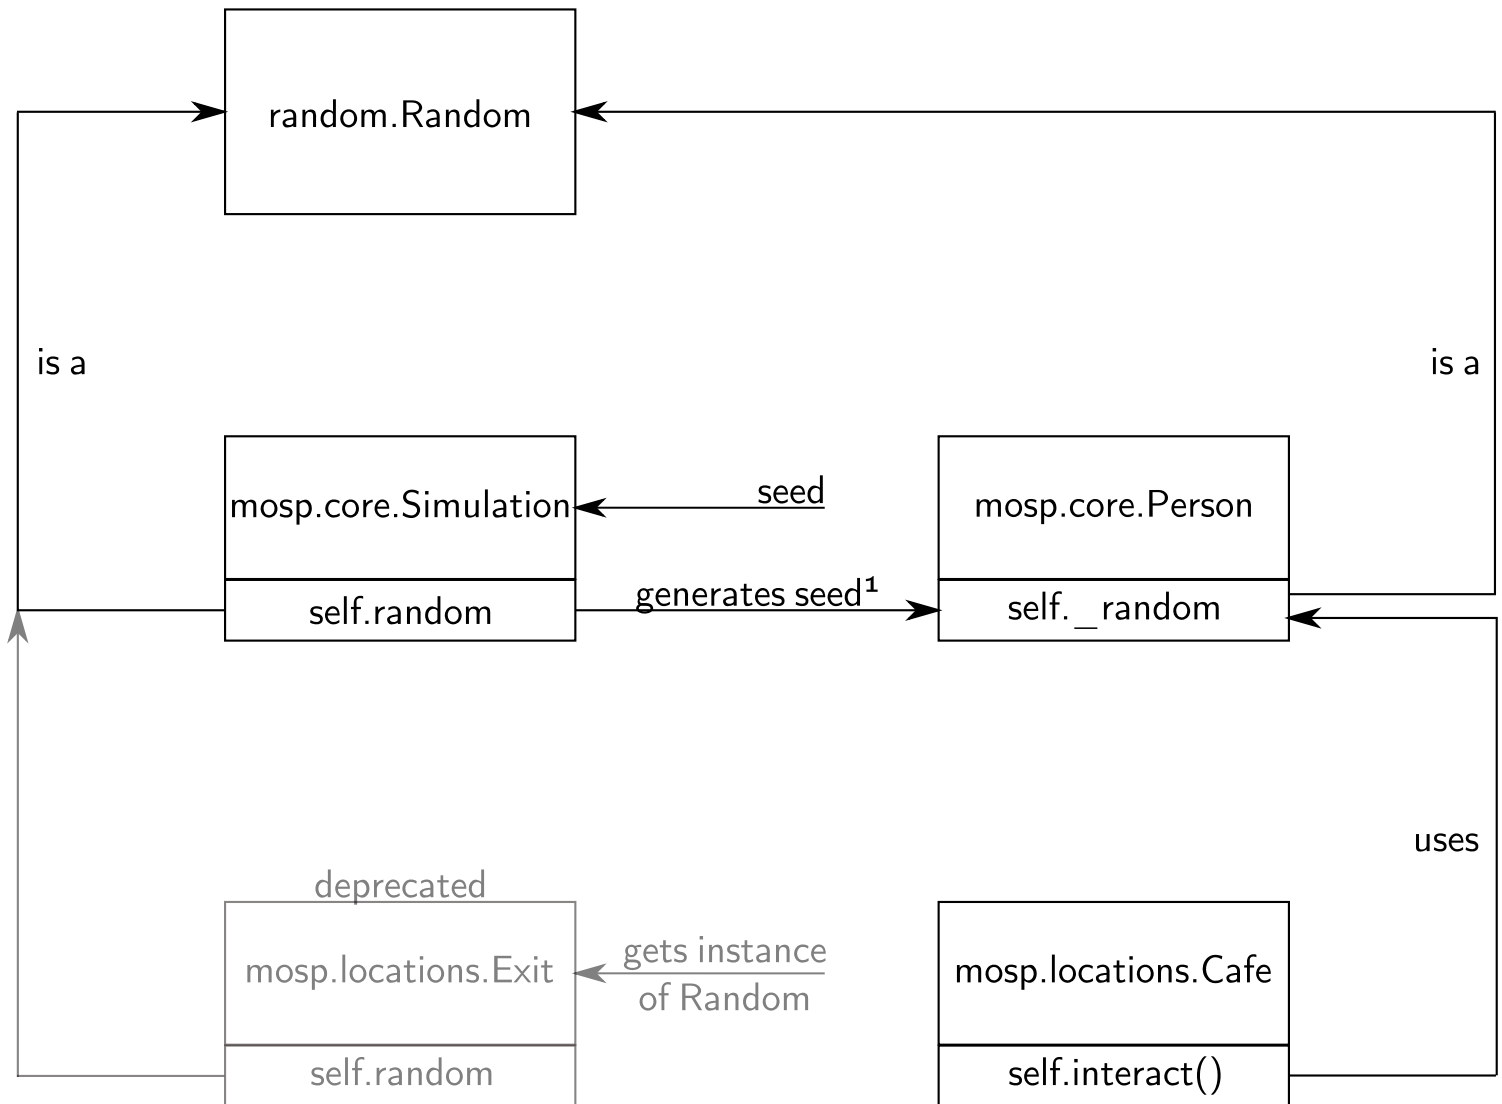 random.Random
is a
is a
mosp.core.Simulation
seed
mosp.core.Person
self.random
generates seed¹
self._random
uses
deprecated
mosp.locations.Exit
gets instance
of Random
mosp.locations.Cafe
self.random
self.interact()